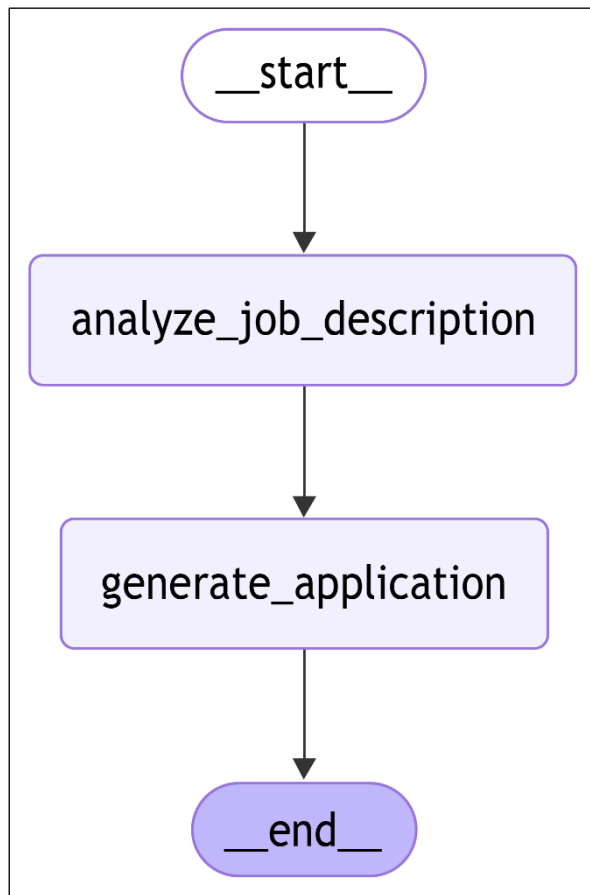 __start__
analyze_job_description
generate_application
__end__